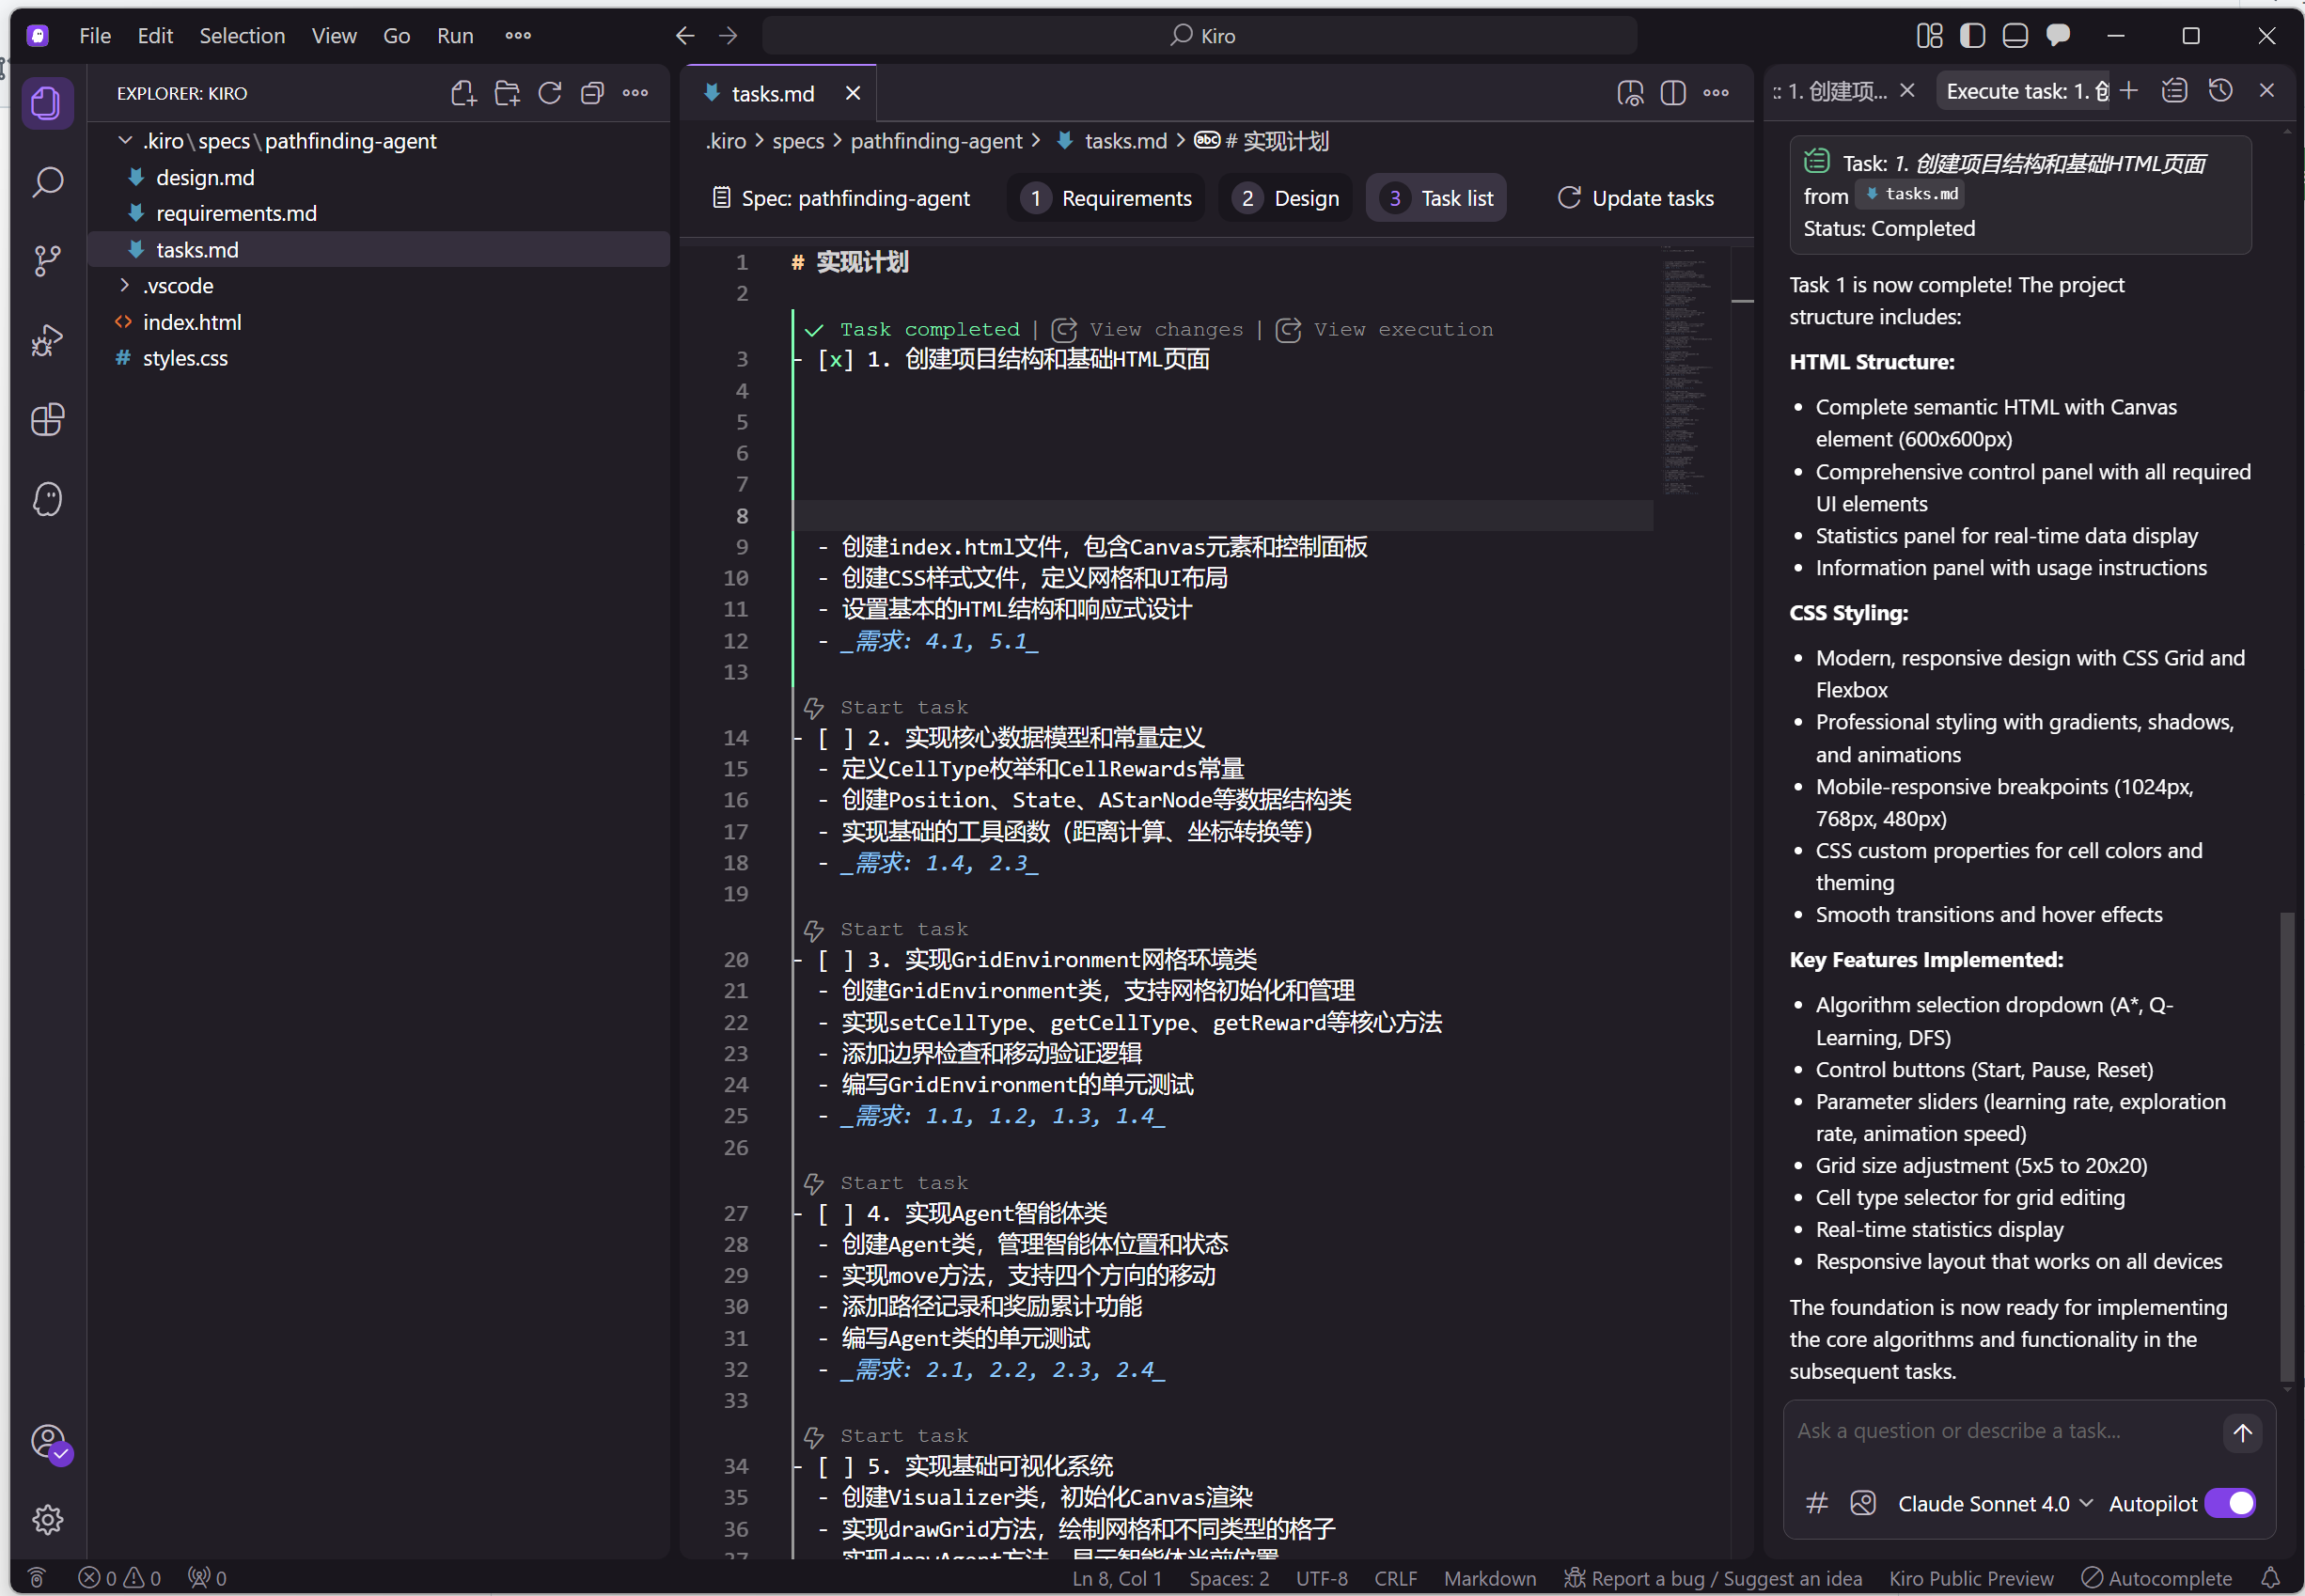 File Edit Selection View Go Run
Kiro
EXPLORER: KIRO
.kiro\specs\pathfinding-agent
design.md
requirements.md
tasks.md
.vscode
index.html
styles.css
tasks.md
.kiro > specs > pathfinding-agent > tasks.md > # 实现计划
Spec: pathfinding-agent 1 Requirements 2 Design 3 Task list Update tasks
1 # 实现计划
2
Task completed | View changes | View execution
3 - [x] 1. 创建项目结构和基础HTML页面
4
5
6
7
8
9 - 创建index.html文件，包含Canvas元素和控制面板
10 - 创建CSS样式文件，定义网格和UI布局
11 - 设置基本的HTML结构和响应式设计
12 - _需求: 4.1, 5.1_
13
Start task
14 - [ ] 2. 实现核心数据模型和常量定义
15 - 定义CellType枚举和CellRewards常量
16 - 创建Position、State、AStarNode等数据结构类
17 - 实现基础的工具函数（距离计算、坐标转换等）
18 - _需求: 1.4, 2.3_
19
Start task
20 - [ ] 3. 实现GridEnvironment网格环境类
21 - 创建GridEnvironment类，支持网格初始化和管理
22 - 实现setCellType、getCellType、getReward等核心方法
23 - 添加边界检查和移动验证逻辑
24 - 编写GridEnvironment的单元测试
25 - _需求: 1.1, 1.2, 1.3, 1.4_
26
Start task
27 - [ ] 4. 实现Agent智能体类
28 - 创建Agent类，管理智能体位置和状态
29 - 实现move方法，支持四个方向的移动
30 - 添加路径记录和奖励累计功能
31 - 编写Agent类的单元测试
32 - _需求: 2.1, 2.2, 2.3, 2.4_
33
Start task
34 - [ ] 5. 实现基础可视化系统
35 - 创建Visualizer类，初始化Canvas渲染
36 - 实现drawGrid方法，绘制网格和不同类型的格子
37 - 实现drawAgent方法，显示智能体当前位置
: 1. 创建项... Execute task: 1. 创
Task: 1. 创建项目结构和基础HTML页面
from tasks.md
Status: Completed
Task 1 is now complete! The project
structure includes:
HTML Structure:
• Complete semantic HTML with Canvas
element (600x600px)
• Comprehensive control panel with all required
UI elements
• Statistics panel for real-time data display
• Information panel with usage instructions
CSS Styling:
• Modern, responsive design with CSS Grid and
Flexbox
• Professional styling with gradients, shadows,
and animations
• Mobile-responsive breakpoints (1024px,
768px, 480px)
• CSS custom properties for cell colors and
theming
• Smooth transitions and hover effects
Key Features Implemented:
• Algorithm selection dropdown (A*, Q-
Learning, DFS)
• Control buttons (Start, Pause, Reset)
• Parameter sliders (learning rate, exploration
rate, animation speed)
• Grid size adjustment (5x5 to 20x20)
• Cell type selector for grid editing
• Real-time statistics display
• Responsive layout that works on all devices
The foundation is now ready for implementing
the core algorithms and functionality in the
subsequent tasks.
Ask a question or describe a task...
# Claude Sonnet 4.0 Autopilot
0 0 0 Ln 8, Col 1 Spaces: 2 UTF-8 CRLF Markdown Report a bug / Suggest an idea Kiro Public Preview Autocomplete